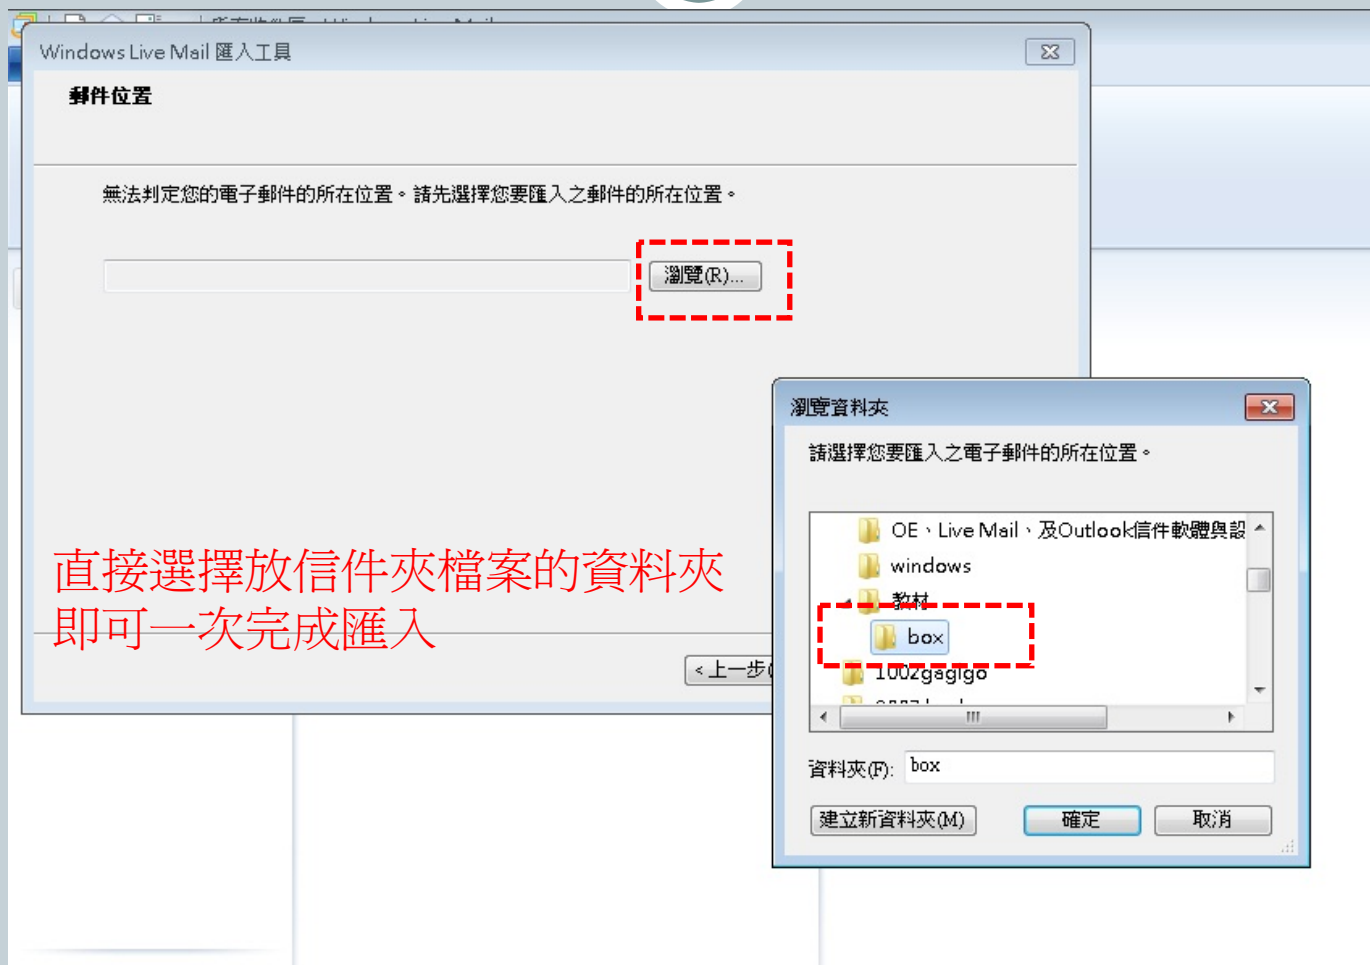 Windows Live Mail 匯入工具
郵件位置
無法判定您的電子郵件的所在位置。請先選擇您要匯入之郵件的所在位置。
瀏覽(R)...
直接選擇放信件夾檔案的資料夾
即可一次完成匯入
<上一步(
瀏覽資料夾
請選擇您要匯入之電子郵件的所在位置。
OE、Live Mail、及Outlook信件軟體與設
windows
教材
box
1002gagigo
資料夾(F): box
建立新資料夾(M) 確定 取消